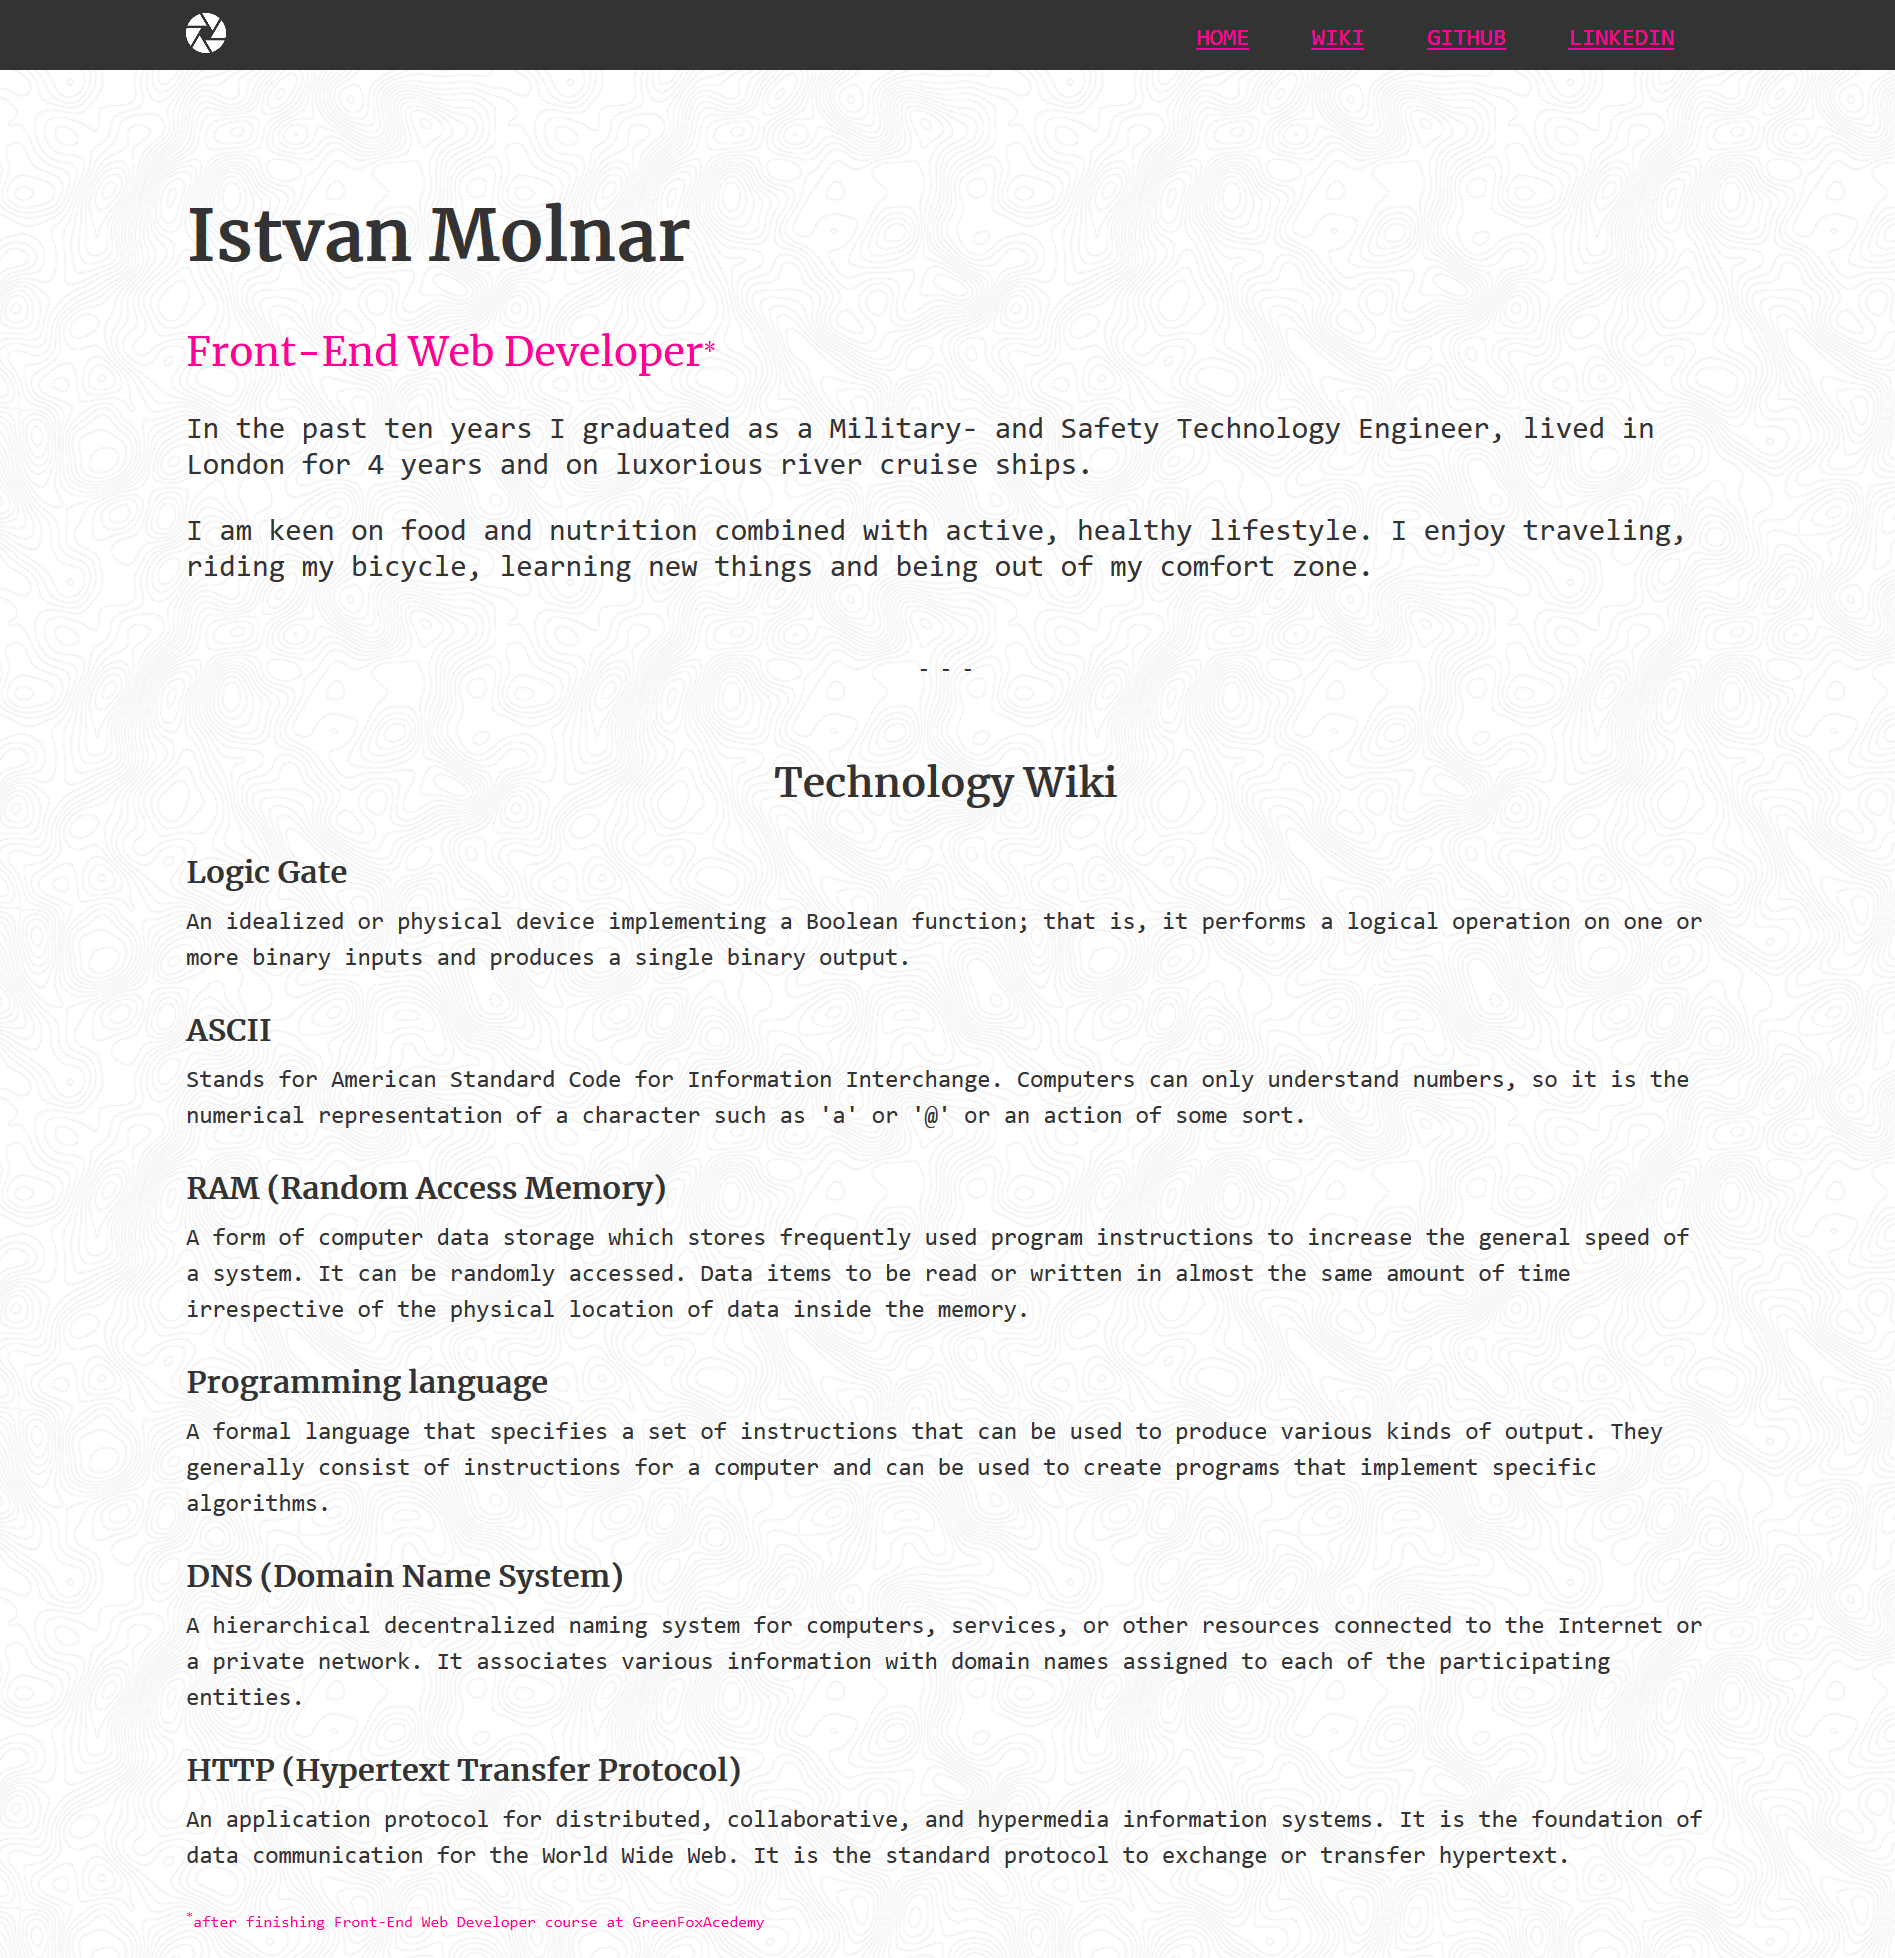 HOME WIKI GITHUB LINKEDIN
Istvan Molnar
Front-End Web Developer*
In the past ten years I graduated as a Military- and Safety Technology Engineer, lived in
London for 4 years and on luxorious river cruise ships.
I am keen on food and nutrition combined with active, healthy lifestyle. I enjoy traveling,
riding my bicycle, learning new things and being out of my comfort zone.
- - -
Technology Wiki
Logic Gate
An idealized or physical device implementing a Boolean function; that is, it performs a logical operation on one or
more binary inputs and produces a single binary output.
ASCII
Stands for American Standard Code for Information Interchange. Computers can only understand numbers, so it is the
numerical representation of a character such as 'a' or '@' or an action of some sort.
RAM (Random Access Memory)
A form of computer data storage which stores frequently used program instructions to increase the general speed of
a system. It can be randomly accessed. Data items to be read or written in almost the same amount of time
irrespective of the physical location of data inside the memory.
Programming language
A formal language that specifies a set of instructions that can be used to produce various kinds of output. They
generally consist of instructions for a computer and can be used to create programs that implement specific
algorithms.
DNS (Domain Name System)
A hierarchical decentralized naming system for computers, services, or other resources connected to the Internet or
a private network. It associates various information with domain names assigned to each of the participating
entities.
HTTP (Hypertext Transfer Protocol)
An application protocol for distributed, collaborative, and hypermedia information systems. It is the foundation of
data communication for the World Wide Web. It is the standard protocol to exchange or transfer hypertext.
*after finishing Front-End Web Developer course at GreenFoxAcedemy